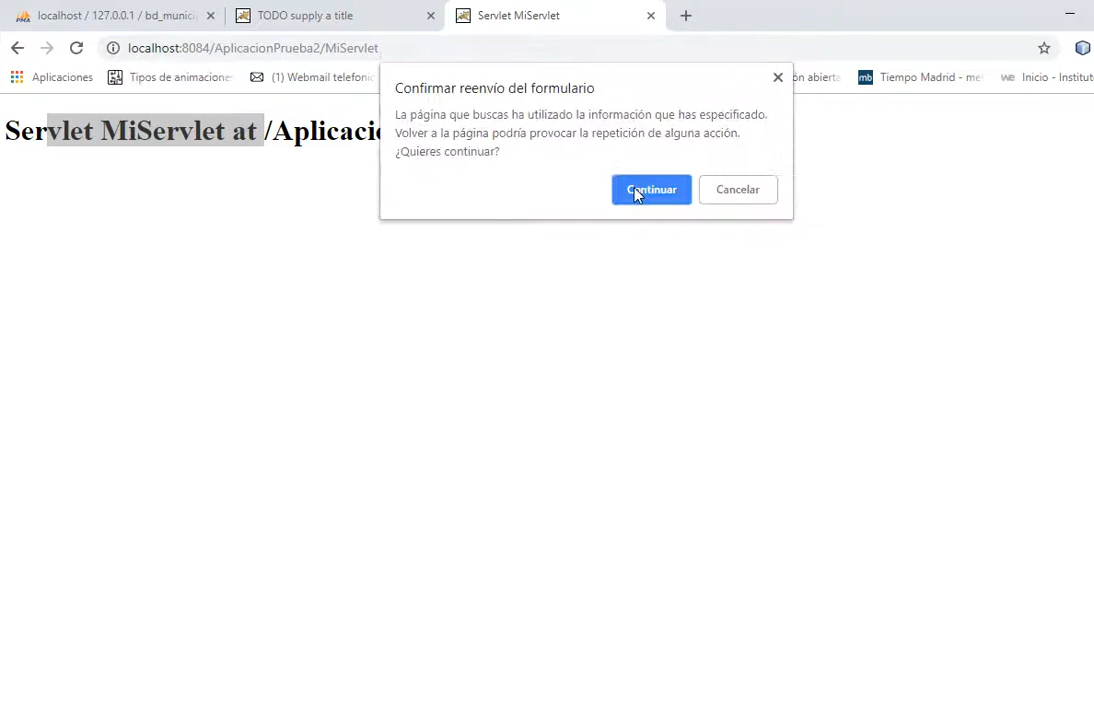 localhost / 127.0.0.1 / bd_munici
TODO supply a title
Servlet MiServlet
localhost:8084/AplicacionPrueba2/MiServlet
Aplicaciones
Tipos de animacione
(1) Webmail telefonic
ón abierta
mb
Tiempo Madrid - me
we
Inicio - Institut
Servlet MiServlet at /Aplicacio
Confirmar reenvío del formulario
La página que buscas ha utilizado la información que has especificado.
Volver a la página podría provocar la repetición de alguna acción.
¿Quieres continuar?
Continuar
Cancelar